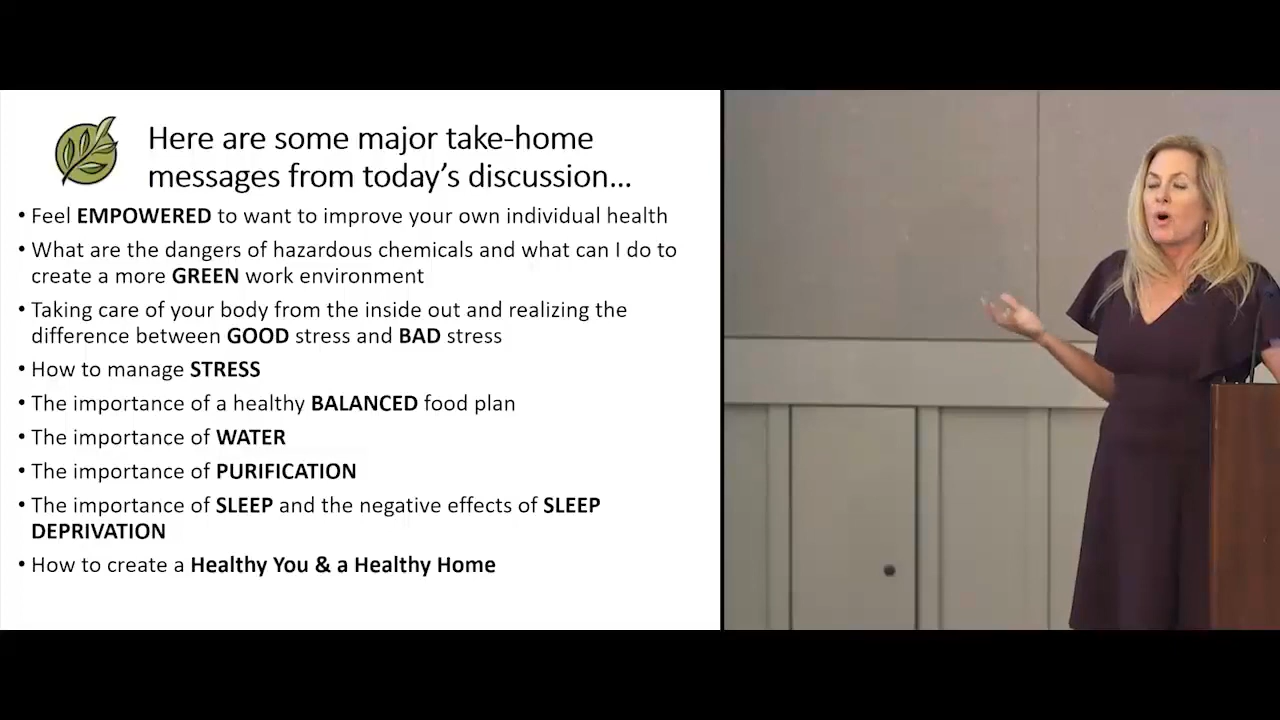 Here are some major take-home
messages from today's discussion...
• Feel EMPOWERED to want to improve your own individual health
• What are the dangers of hazardous chemicals and what can I do to
create a more GREEN work environment
• Taking care of your body from the inside out and realizing the
difference between GOOD stress and BAD stress
• How to manage STRESS
• The importance of a healthy BALANCED food plan
• The importance of WATER
• The importance of PURIFICATION
• The importance of SLEEP and the negative effects of SLEEP
DEPRIVATION
• How to create a Healthy You & a Healthy Home